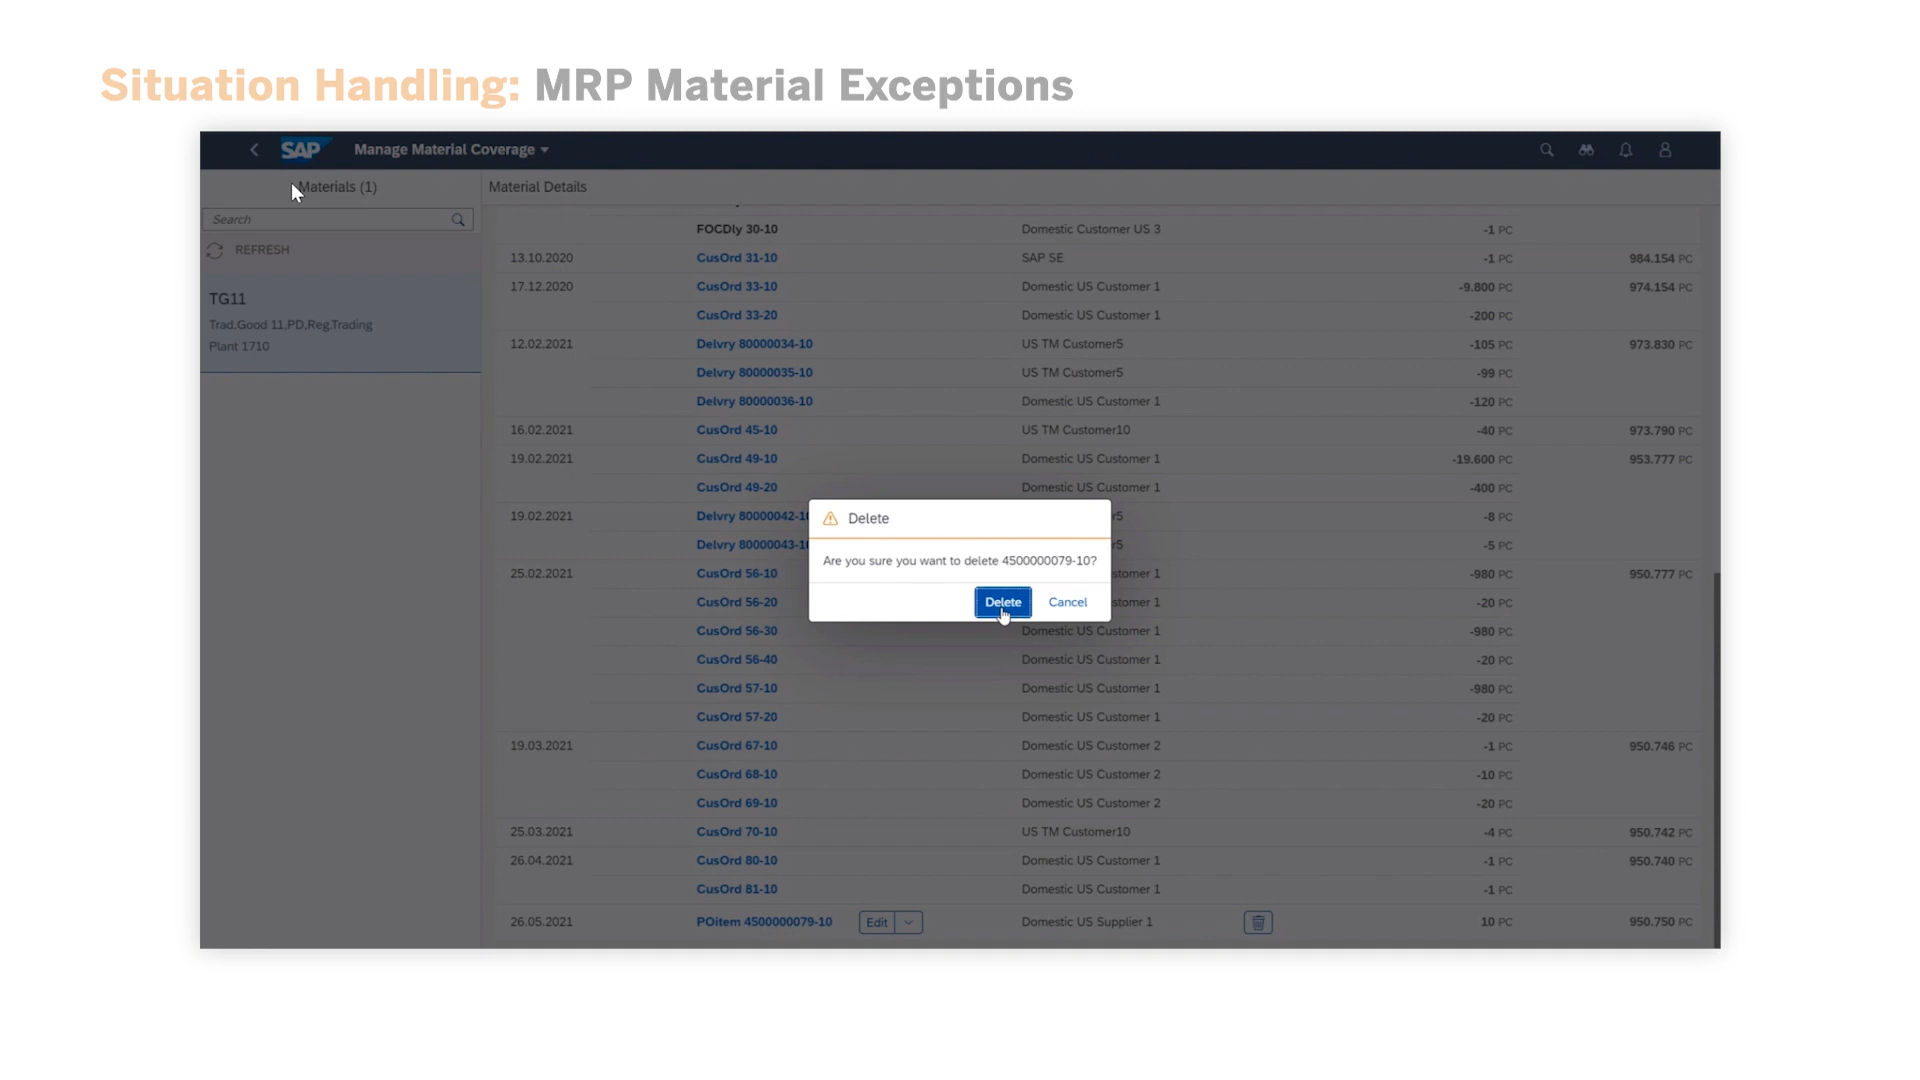 Situation Handling: MRP Material Exceptions
SAP Manage Material Coverage
Materials (1) Material Details
Search
REFRESH
TG11
Trad.Good 11,PD,Reg.Trading
Plant 1710
FOCDly 30-10 Domestic Customer US 3 -1 PC
13.10.2020 CusOrd 31-10 SAP SE -1 PC 984.154 PC
17.12.2020 CusOrd 33-10 Domestic US Customer 1 -9.800 PC 974.154 PC
CusOrd 33-20 Domestic US Customer 1 -200 PC
12.02.2021 Delvry 80000034-10 US TM Customer5 -105 PC 973.830 PC
Delvry 80000035-10 US TM Customer5 -99 PC
Delvry 80000036-10 Domestic US Customer 1 -120 PC
16.02.2021 CusOrd 45-10 US TM Customer10 -40 PC 973.790 PC
19.02.2021 CusOrd 49-10 Domestic US Customer 1 -19.600 PC 953.777 PC
CusOrd 49-20 Domestic US Customer 1 -400 PC
19.02.2021 Delvry 80000042-1 r5 -8 PC
Delvry 80000043-1 r5 -5 PC
25.02.2021 CusOrd 56-10 stomer 1 -980 PC 950.777 PC
CusOrd 56-20 stomer 1 -20 PC
CusOrd 56-30 Domestic US Customer 1 -980 PC
CusOrd 56-40 Domestic US Customer 1 -20 PC
CusOrd 57-10 Domestic US Customer 1 -980 PC
CusOrd 57-20 Domestic US Customer 1 -20 PC
19.03.2021 CusOrd 67-10 Domestic US Customer 2 -1 PC 950.746 PC
CusOrd 68-10 Domestic US Customer 2 -10 PC
CusOrd 69-10 Domestic US Customer 2 -20 PC
25.03.2021 CusOrd 70-10 US TM Customer10 -4 PC 950.742 PC
26.04.2021 CusOrd 80-10 Domestic US Customer 1 -1 PC 950.740 PC
CusOrd 81-10 Domestic US Customer 1 -1 PC
26.05.2021 POitem 4500000079-10 Edit Domestic US Supplier 1 10 PC 950.750 PC
Delete
Are you sure you want to delete 4500000079-10?
Delete Cancel